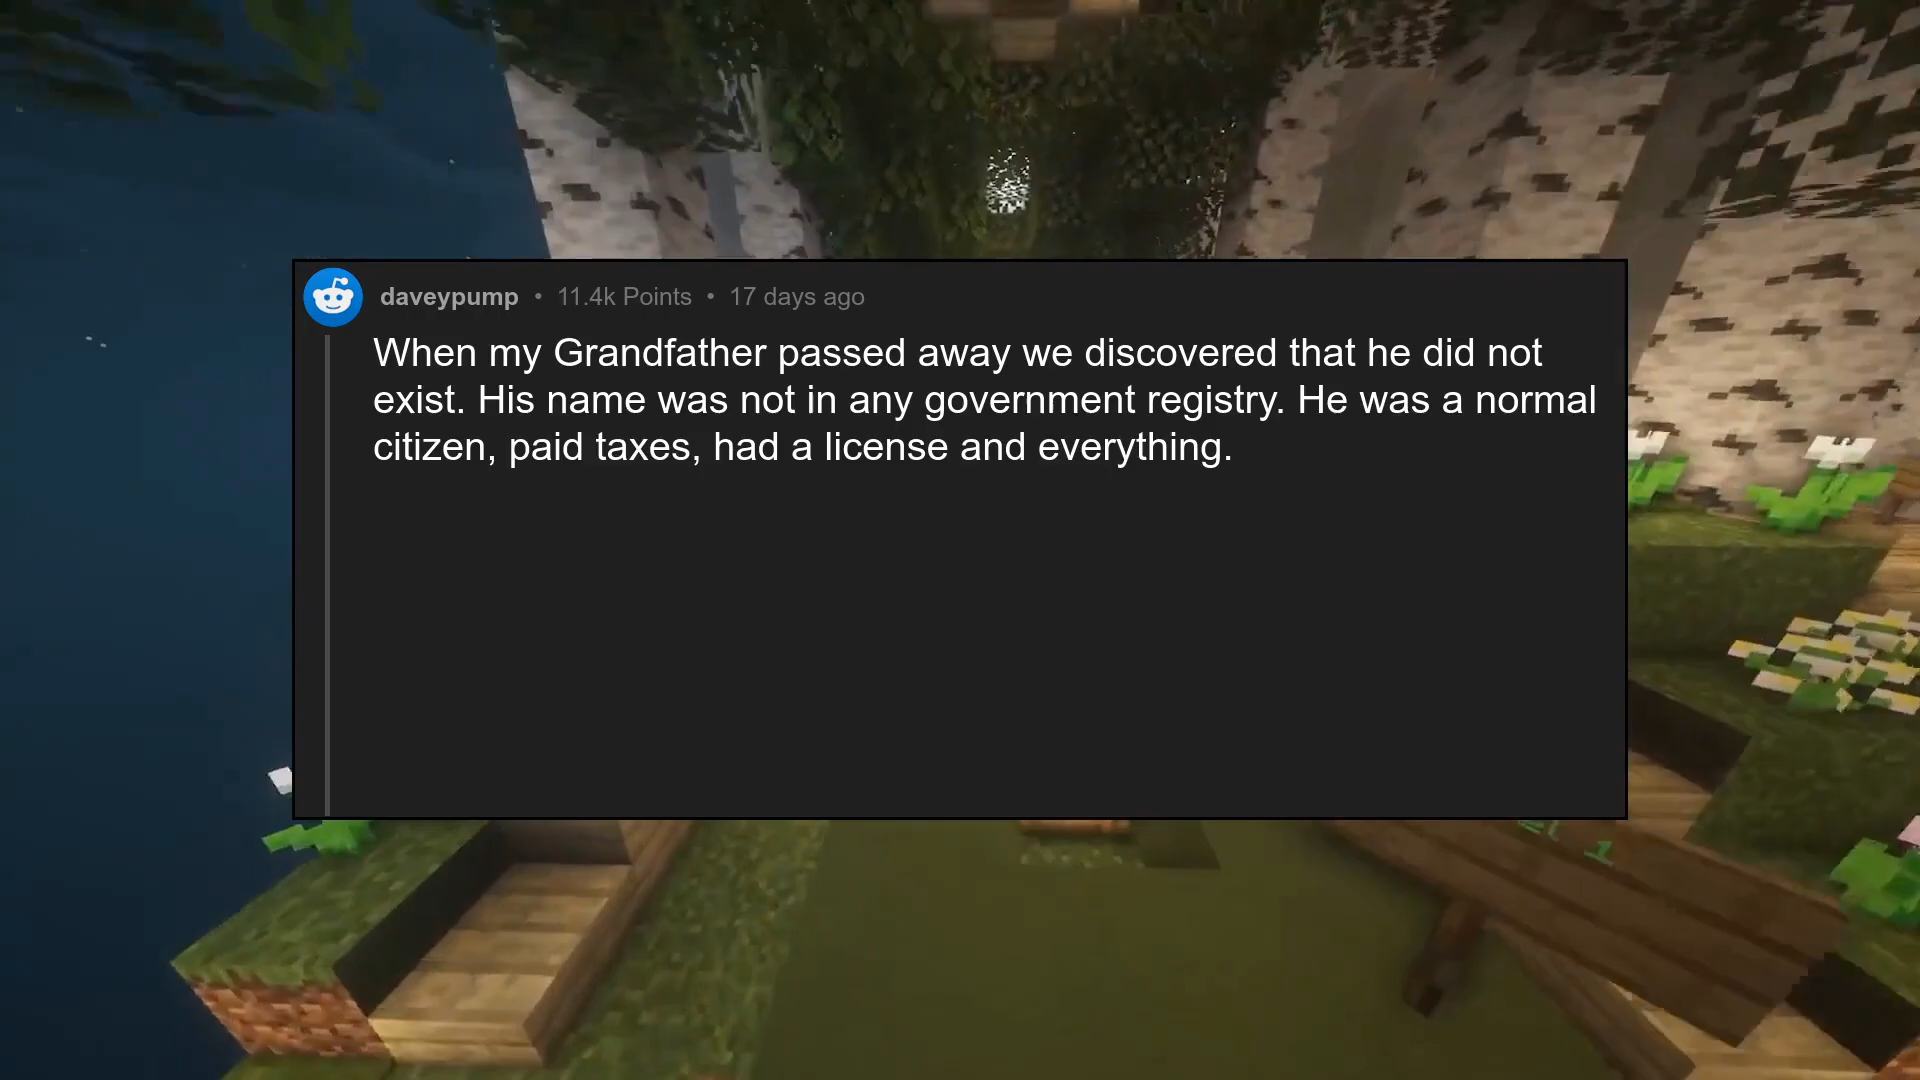 daveypump • 11.4k Points • 17 days ago
When my Grandfather passed away we discovered that he did not
exist. His name was not in any government registry. He was a normal
citizen, paid taxes, had a license and everything.